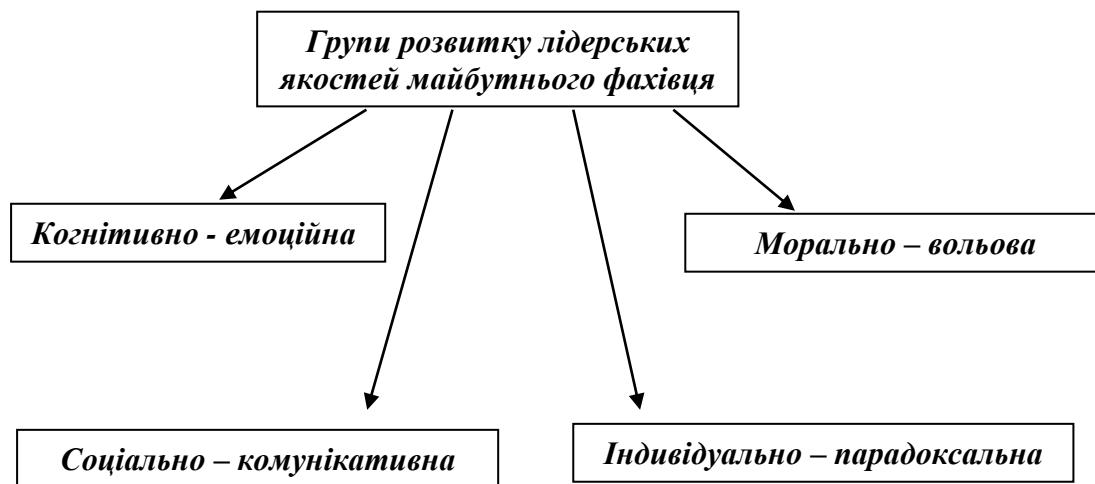 Групи розвитку лідерських
якостей майбутнього фахівця
Когнітивно - емоційна
Морально – вольова
Соціально – комунікативна
Індивідуально – парадоксальна